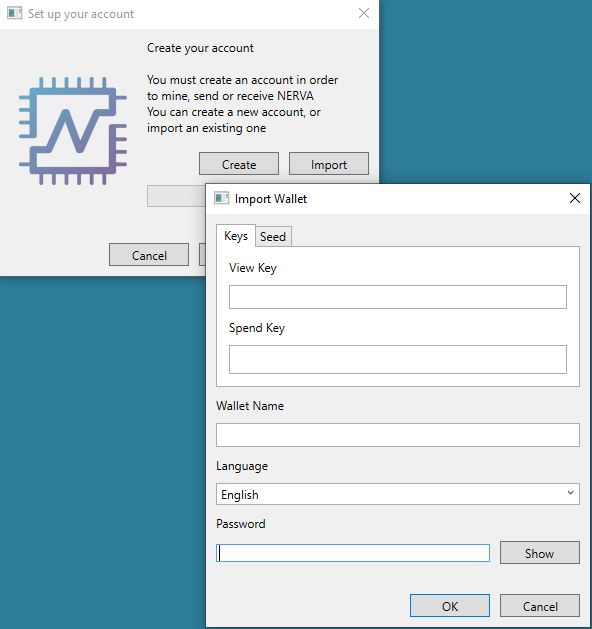 Set up your account
Create your account
You must create an account in order
to mine, send or receive NERVA
You can create a new account, or
import an existing one
Create Import
Cancel
Import Wallet
Keys Seed
View Key
Spend Key
Wallet Name
Language
English
Password
Show
OK Cancel